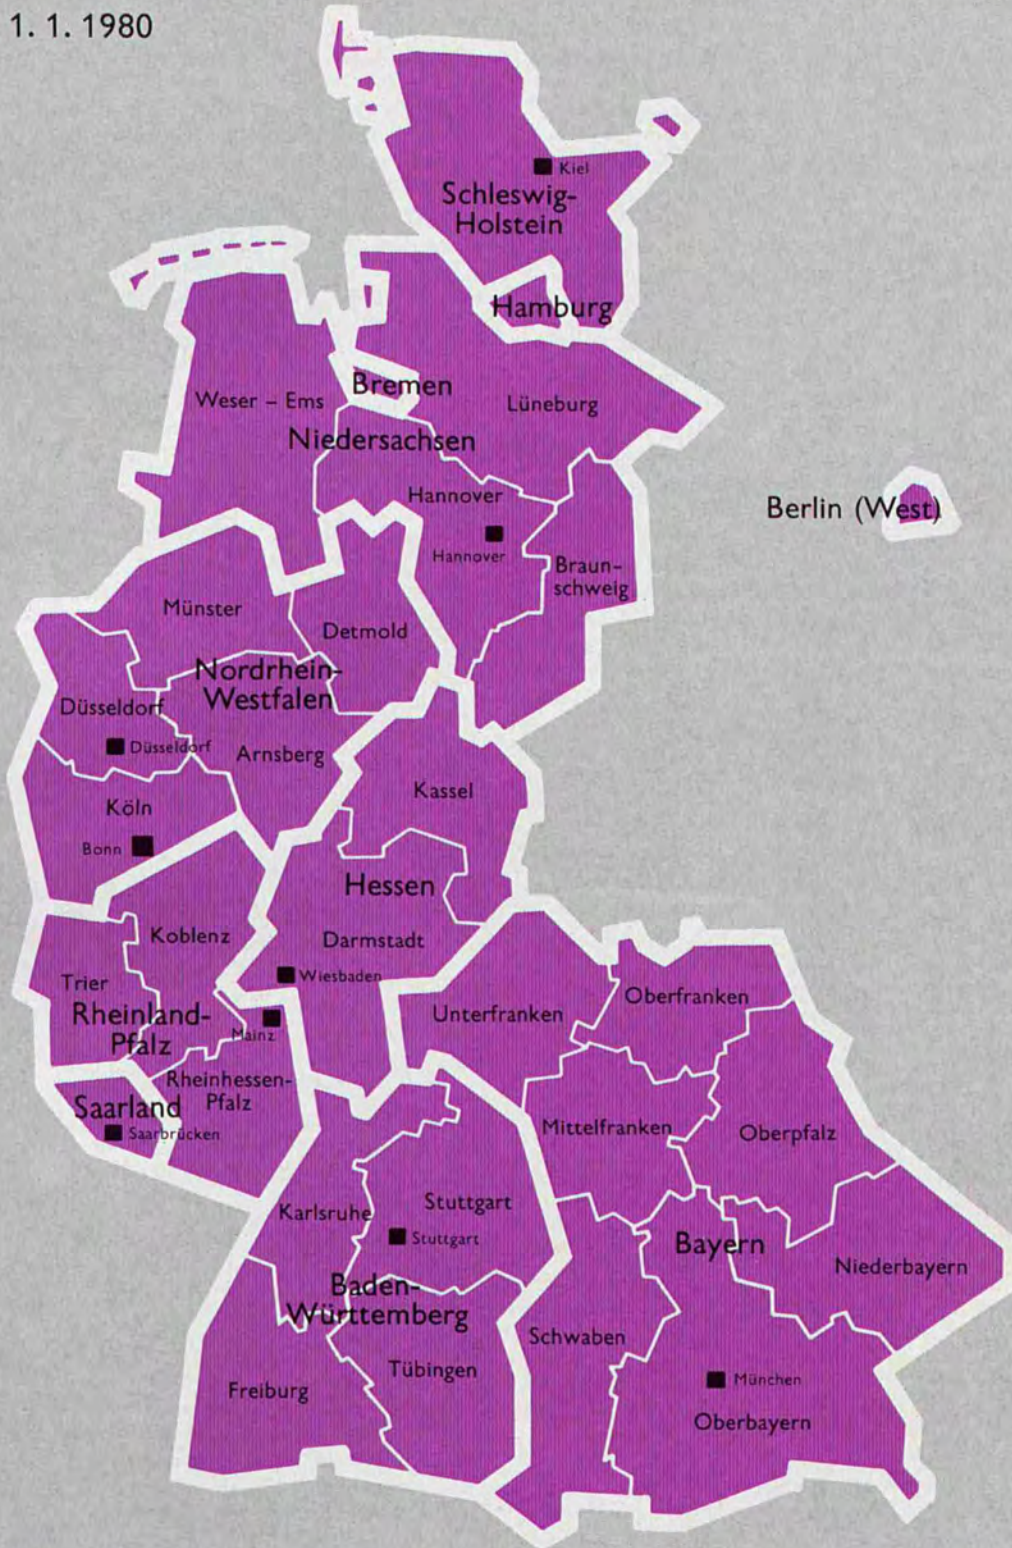 1. 1. 1980
Kiel
Schleswig-
Holstein
Hamburg
Bremen
Weser – Ems
Lüneburg
Niedersachsen
Hannover
Hannover
Berlin (West)
Braun-
schweig
Münster
Detmold
Nordrhein-
Westfalen
Düsseldorf
Düsseldorf
Arnsberg
Kassel
Köln
Bonn
Hessen
Koblenz
Darmstadt
Wiesbaden
Trier
Rheinland-
Pfalz
Mainz
Unterfranken
Oberfranken
Rheinhessen-
Pfalz
Saarland
Saarbrücken
Mittelfranken
Oberpfalz
Karlsruhe
Stuttgart
Stuttgart
Bayern
Niederbayern
Baden-
Württemberg
Schwaben
Tübingen
Freiburg
München
Oberbayern